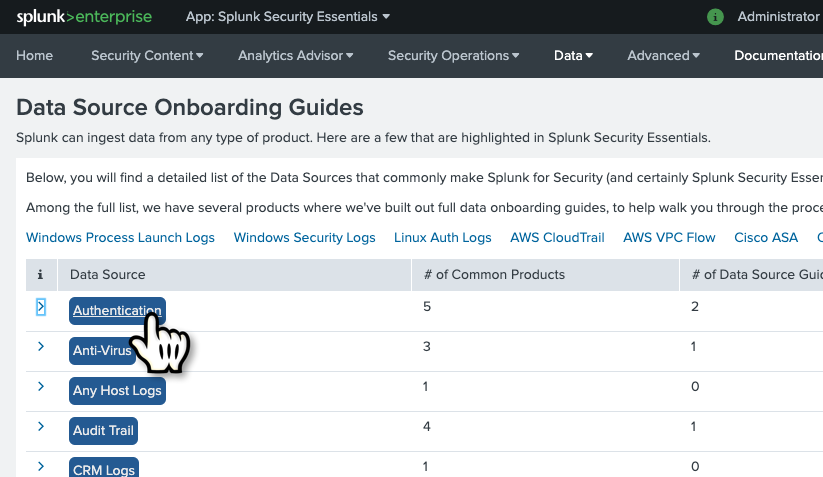 splunk>enterprise App: Splunk Security Essentials i Administrator
Home Security Content Analytics Advisor Security Operations Data Advanced Documentation
Data Source Onboarding Guides
Splunk can ingest data from any type of product. Here are a few that are highlighted in Splunk Security Essentials.
Below, you will find a detailed list of the Data Sources that commonly make Splunk for Security (and certainly Splunk Security
Among the full list, we have several products where we've built out full data onboarding guides, to help walk you through the
Windows Process Launch Logs Windows Security Logs Linux Auth Logs AWS CloudTrail AWS VPC Flow Cisco ASA
i Data Source # of Common Products # of Data Source
Authentication 5 2
Anti-Virus 3 1
Any Host Logs 1 0
Audit Trail 4 1
CRM Logs 1 0